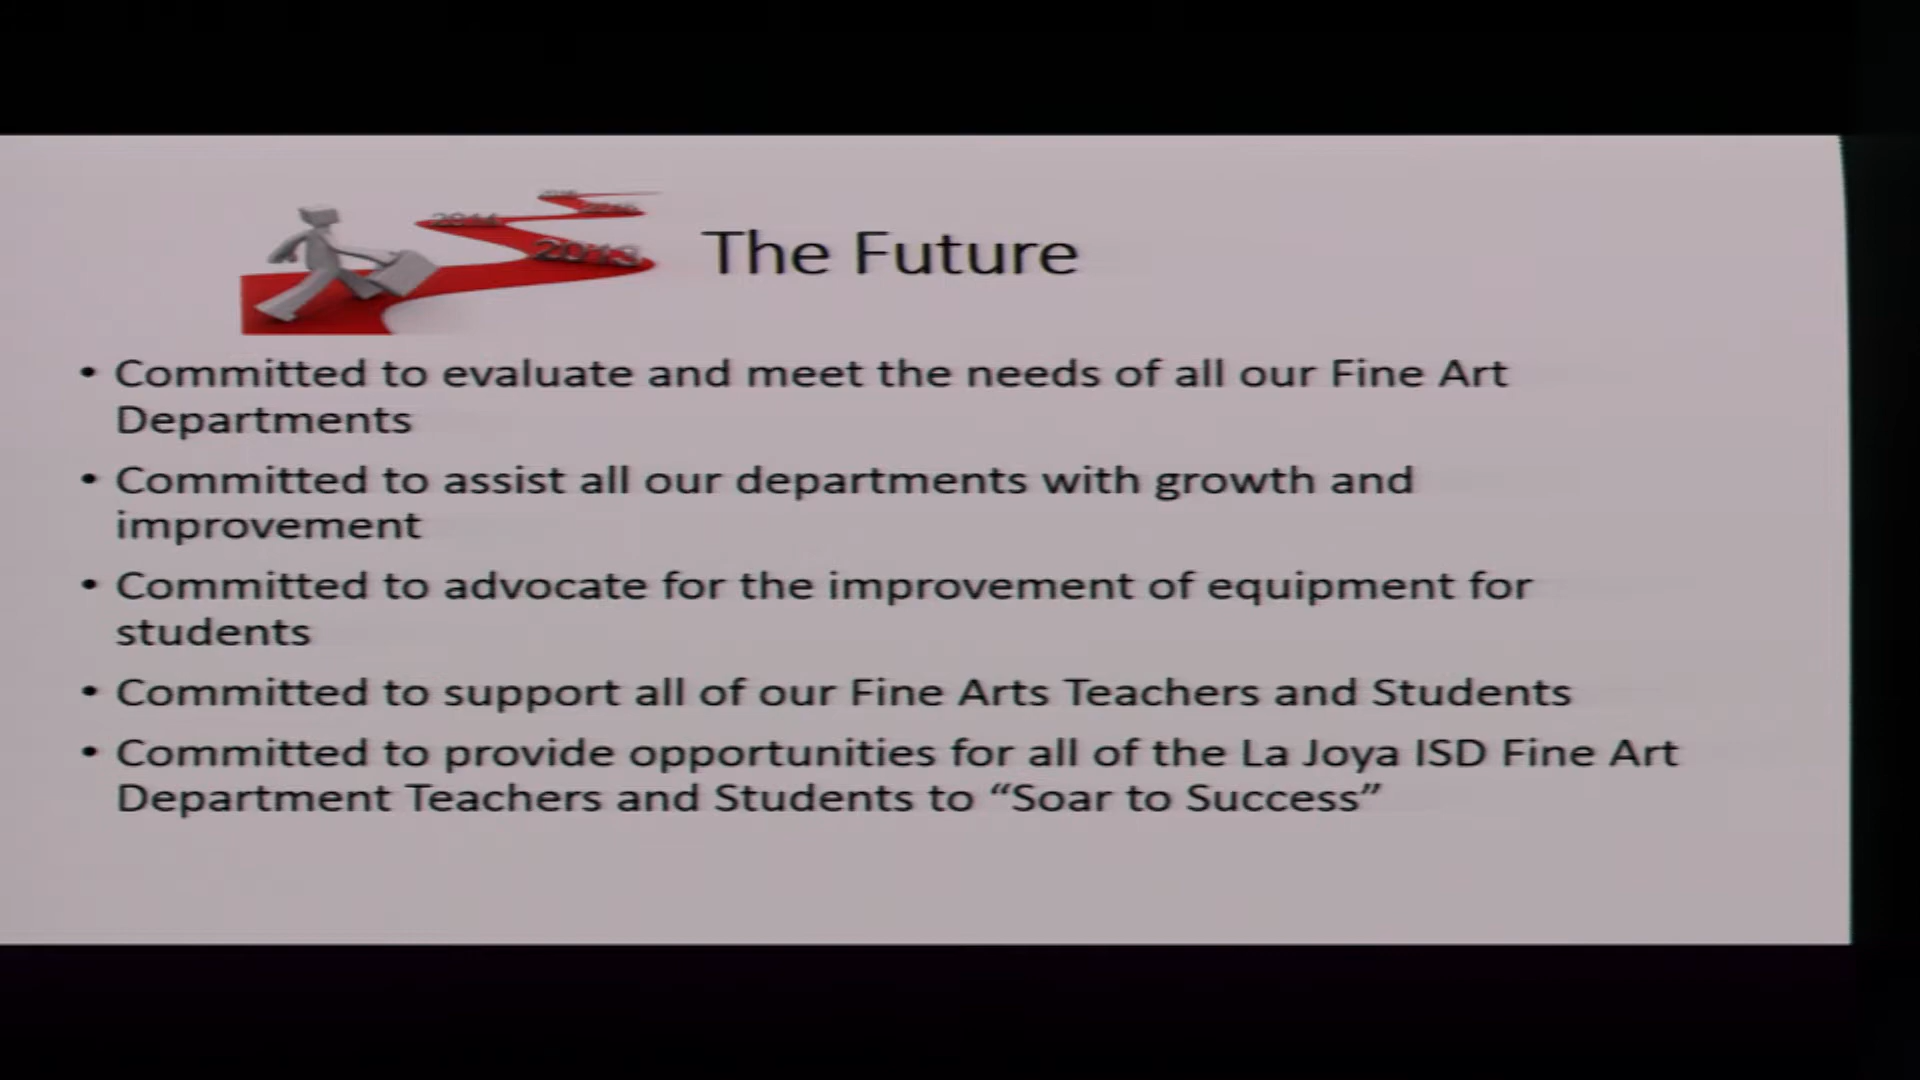 2014
2013
The Future
• Committed to evaluate and meet the needs of all our Fine Art
Departments
• Committed to assist all our departments with growth and
improvement
• Committed to advocate for the improvement of equipment for
students
• Committed to support all of our Fine Arts Teachers and Students
• Committed to provide opportunities for all of the La Joya ISD Fine Art
Department Teachers and Students to “Soar to Success”